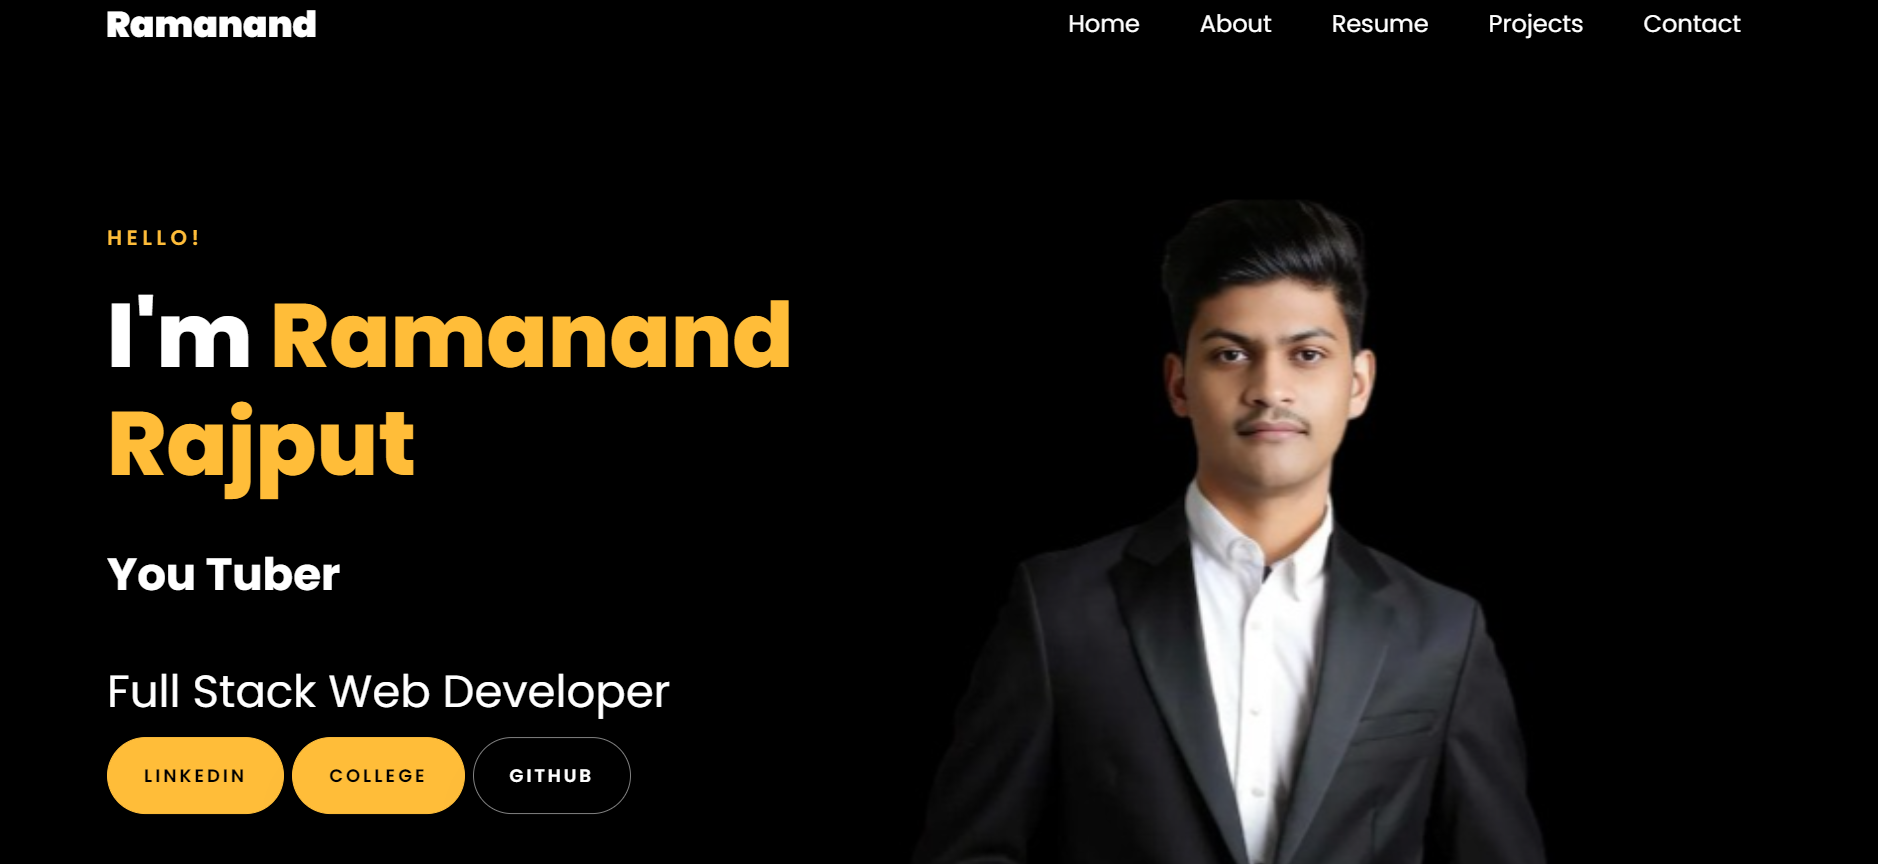 Ramanand
Home About Resume Projects Contact
HELLO!
I'm Ramanand
Rajput
You Tuber
Full Stack Web Developer
LINKEDIN COLLEGE GITHUB